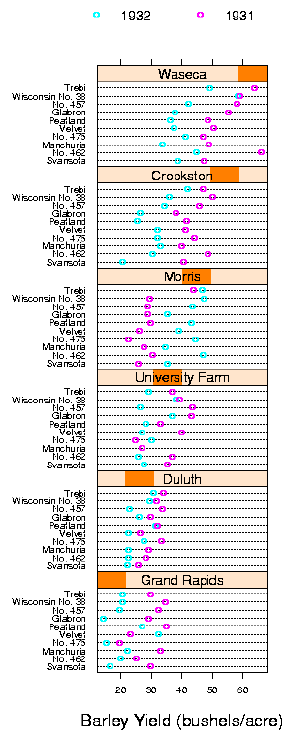 1932 1931
Waseca
Trebi
Wisconsin No. 38
No. 457
Glabron
Peatland
Velvet
No. 475
Manchuria
No. 462
Svansota
Crookston
Trebi
Wisconsin No. 38
No. 457
Glabron
Peatland
Velvet
No. 475
Manchuria
No. 462
Svansota
Morris
Trebi
Wisconsin No. 38
No. 457
Glabron
Peatland
Velvet
No. 475
Manchuria
No. 462
Svansota
University Farm
Trebi
Wisconsin No. 38
No. 457
Glabron
Peatland
Velvet
No. 475
Manchuria
No. 462
Svansota
Duluth
Trebi
Wisconsin No. 38
No. 457
Glabron
Peatland
Velvet
No. 475
Manchuria
No. 462
Svansota
Grand Rapids
Trebi
Wisconsin No. 38
No. 457
Glabron
Peatland
Velvet
No. 475
Manchuria
No. 462
Svansota
20 30 40 50 60
Barley Yield (bushels/acre)